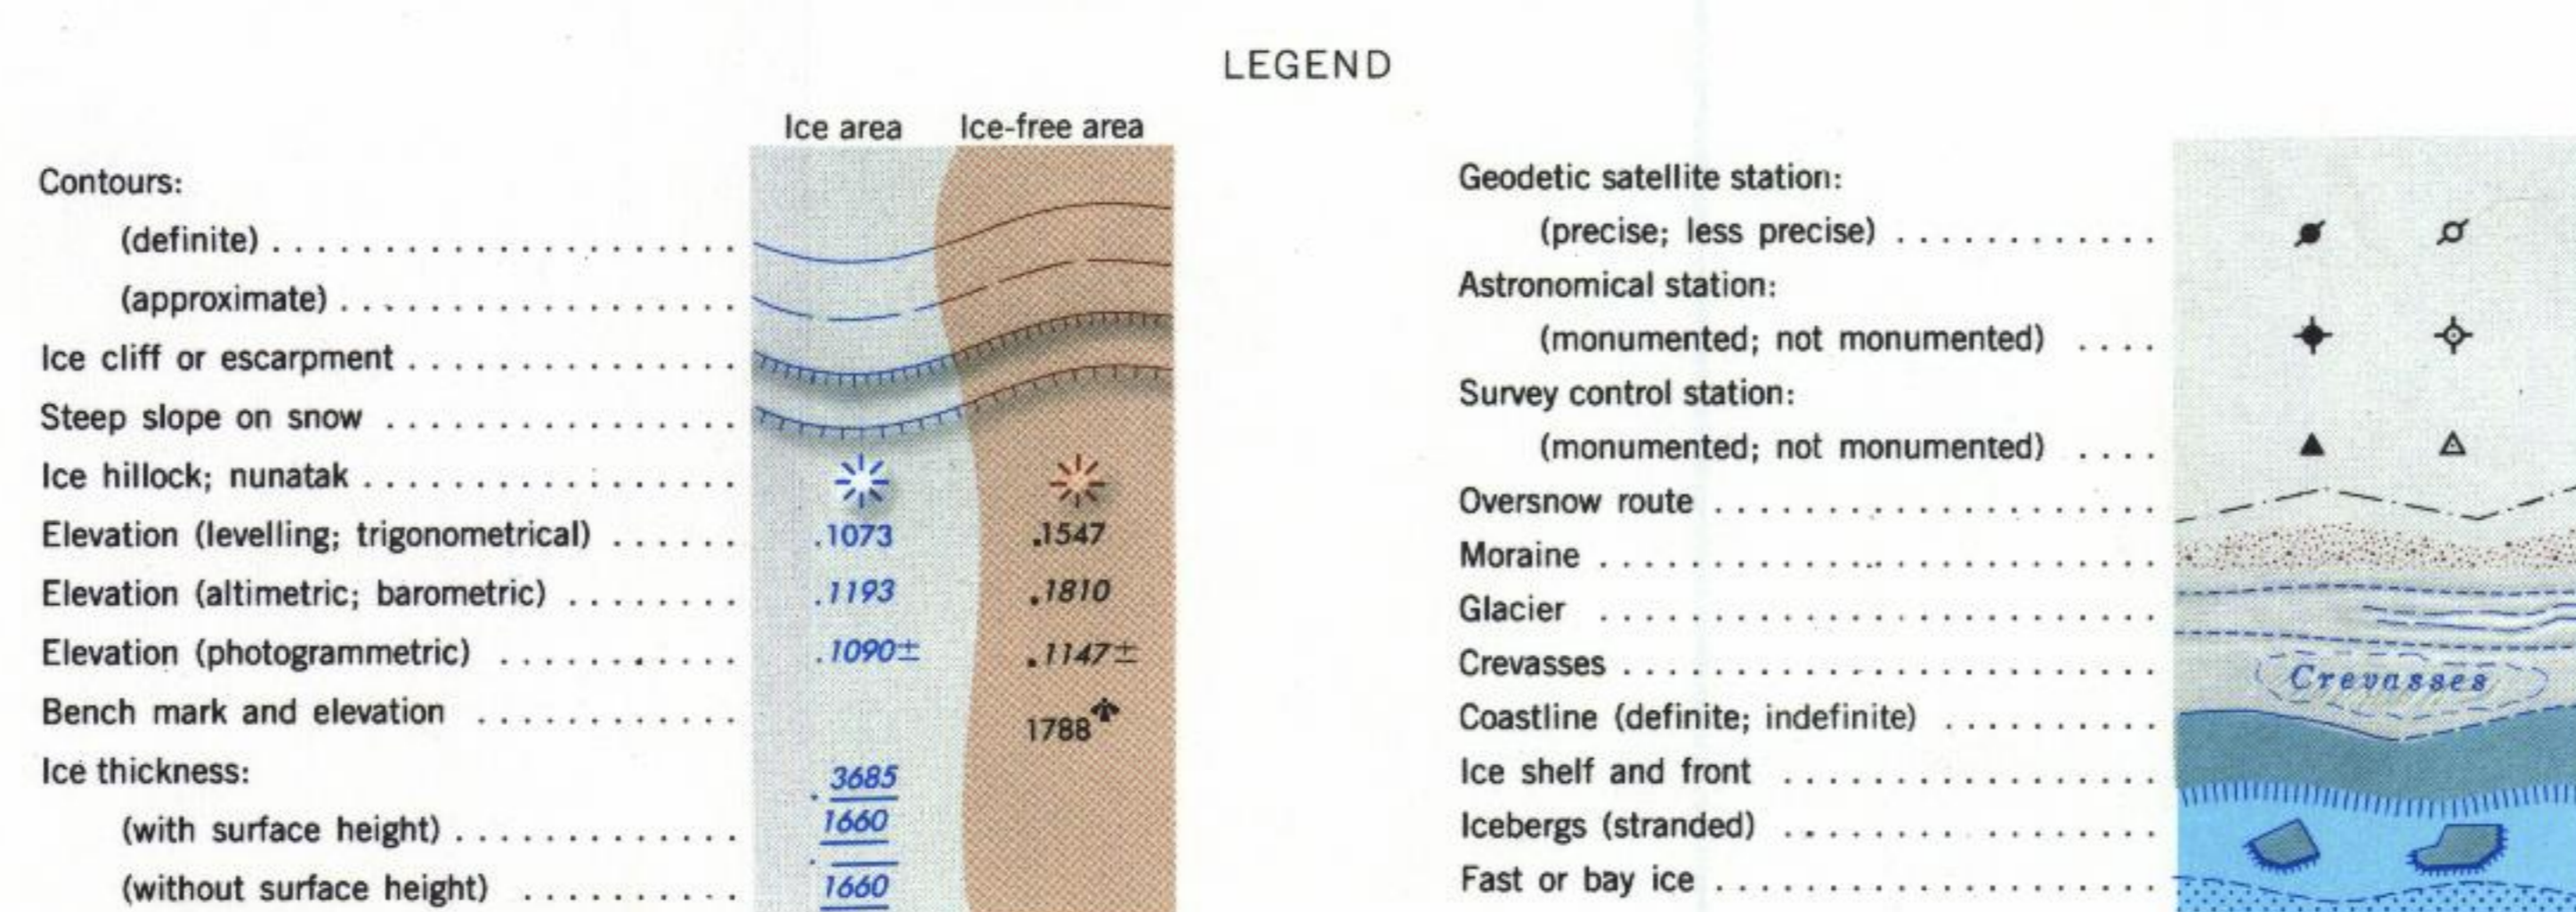 LEGEND
Ice area Ice-free area
Contours:
(definite) . . . . . . . . . . . . . . . . . . . . . .
(approximate) . . . . . . . . . . . . . . . . . .
Ice cliff or escarpment . . . . . . . . . . . . . . .
Steep slope on snow . . . . . . . . . . . . . . . .
Ice hillock; nunatak . . . . . . . . . . . . . . . . .
Elevation (levelling; trigonometrical) . . . . . . .1073 .1547
Elevation (altimetric; barometric) . . . . . . . . .1193 .1810
Elevation (photogrammetric) . . . . . . . . . . . .1090± .1147±
Bench mark and elevation . . . . . . . . . . . . 1788
Ice thickness:
(with surface height) . . . . . . . . . . . . . .3685
1660
(without surface height) . . . . . . . . . . 1660
Geodetic satellite station:
(precise; less precise) . . . . . . . . . . . .
Astronomical station:
(monumented; not monumented) . . . .
Survey control station:
(monumented; not monumented) . . . .
Oversnow route . . . . . . . . . . . . . . . . . . . .
Moraine . . . . . . . . . . . . . . . . . . . . . . . . .
Glacier . . . . . . . . . . . . . . . . . . . . . . . . .
Crevasses . . . . . . . . . . . . . . . . . . . . . . . . Crevasses
Coastline (definite; indefinite) . . . . . . . . . .
Ice shelf and front . . . . . . . . . . . . . . . . .
Icebergs (stranded) . . . . . . . . . . . . . . . . .
Fast or bay ice . . . . . . . . . . . . . . . . . . . .